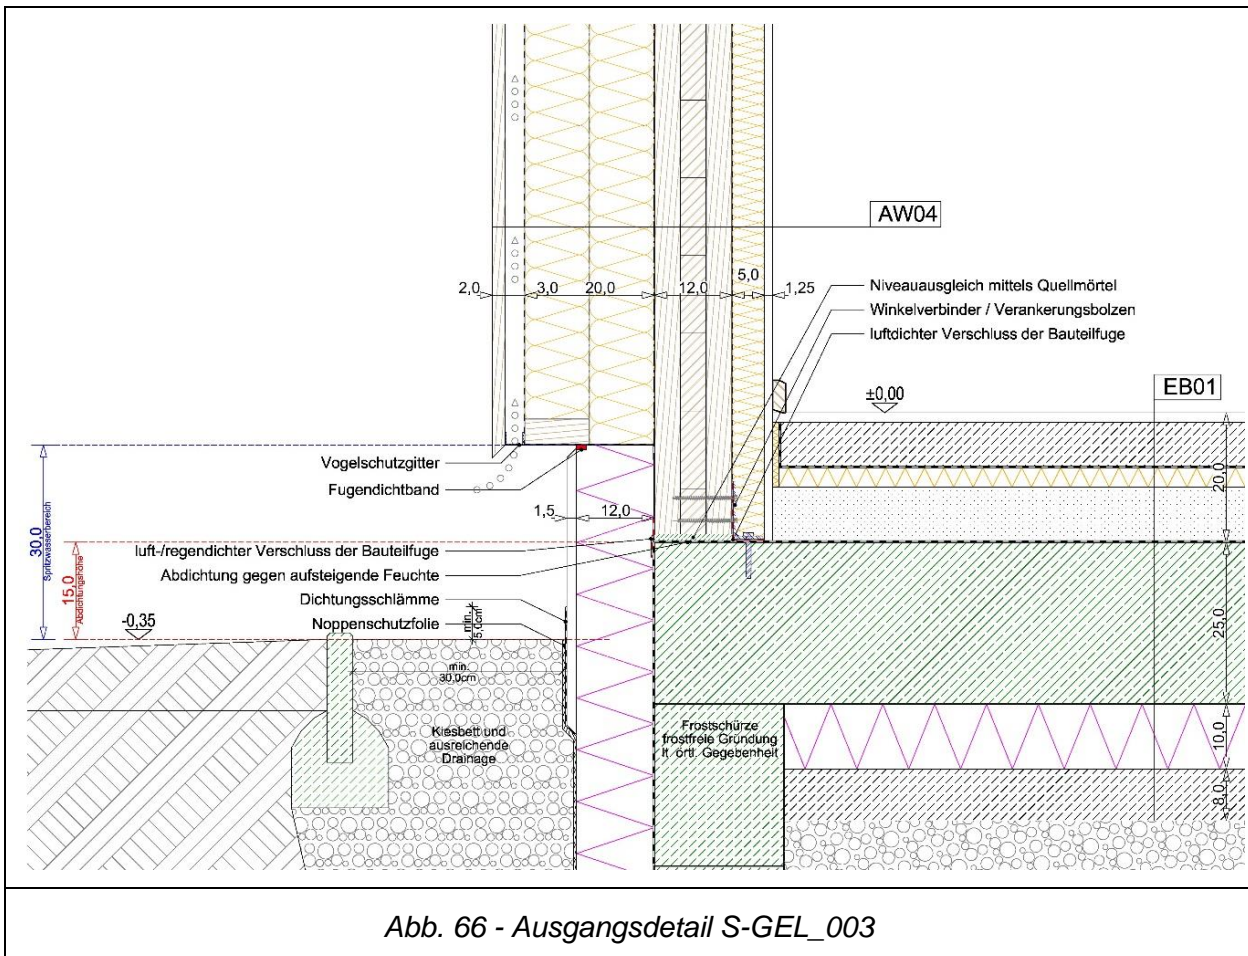 AW04
2,0
3,0
20,0
12,0
5,0
1,25
Niveauausgleich mittels Quellmörtel
Winkelverbinder / Verankerungsbolzen
luftdichter Verschluss der Bauteilfuge
EB01
±0,00
20,0
Vogelschutzgitter
Fugendichtband
1,5
12,0
30,0
Spritzwasserbereich
15,0
Abdichtungshöhe
luft-/regendichter Verschluss der Bauteilfuge
Abdichtung gegen aufsteigende Feuchte
Dichtungsschlämme
Noppenschutzfolie
min.
5,0cm
-0,35
min.
30,0cm
25,0
Kiesbett und
ausreichende
Drainage
Frostschürze
frostfreie Gründung
lt. örtl. Gegebenheit
10,0
8,0
Abb. 66 - Ausgangsdetail S-GEL_003